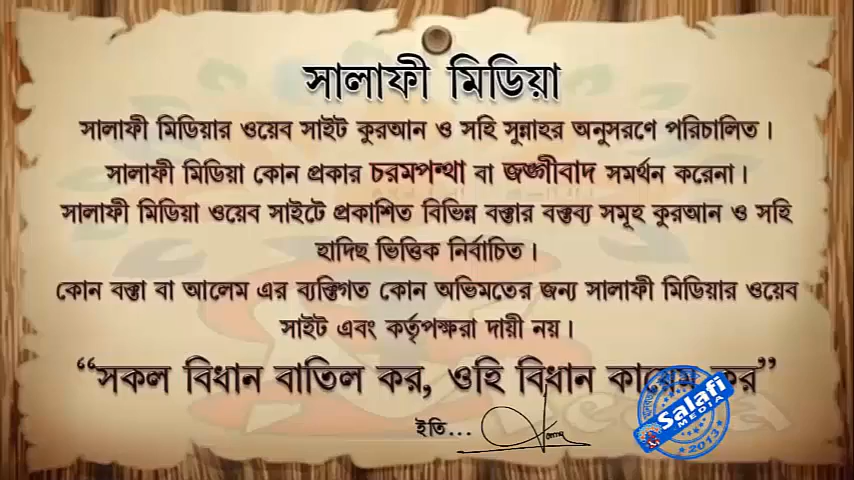 সালাফী মিডিয়া
সালাফী মিডিয়ার ওয়েব সাইট কুরআন ও সহি সুন্নাহর অনুসরণে পরিচালিত।
সালাফী মিডিয়া কোন প্রকার চরমপন্থা বা জঙ্গীবাদ সমর্থন করেনা।
সালাফী মিডিয়া ওয়েব সাইটে প্রকাশিত বিভিন্ন বক্তার বক্তব্য সমূহ কুরআন ও সহি
হাদিছ ভিত্তিক নির্বাচিত।
কোন বক্তা বা আলেম এর ব্যক্তিগত কোন অভিমতের জন্য সালাফী মিডিয়ার ওয়েব
সাইট এবং কর্তৃপক্ষরা দায়ী নয়।
“সকল বিধান বাতিল কর, ওহি বিধান কায়েম কর”
ইতি...
Salafi
MEDIA
2013